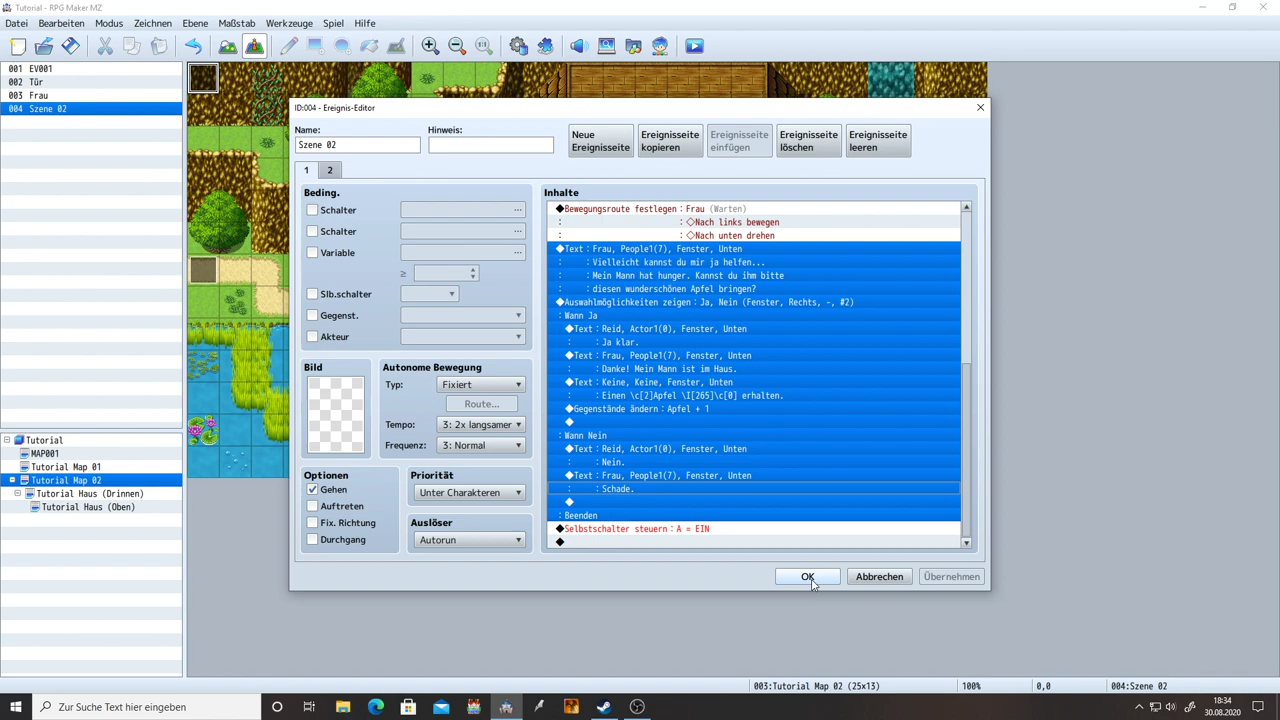 Tutorial - RPG Maker MZ
Datei Bearbeiten Modus Zeichnen Ebene Maßstab Werkzeuge Spiel Hilfe
001 EV001
002 Tür
003 Frau
004 Szene 02
ID:004 - Ereignis-Editor
Name: Hinweis:
Szene 02
Neue Ereignisseite
Ereignisseite kopieren
Ereignisseite einfügen
Ereignisseite löschen
Ereignisseite leeren
1 2
Beding.
Schalter ...
Schalter ...
Variable ...
≥
Slb.schalter
Gegenst.
Akteur
Bild
Autonome Bewegung
Typ: Fixiert
Route...
Tempo: 3: 2x langsamer
Frequenz: 3: Normal
Optionen
Gehen
Auftreten
Fix. Richtung
Durchgang
Priorität
Unter Charakteren
Auslöser
Autorun
Inhalte
◆Bewegungsroute festlegen：Frau (Warten)
: ：◇Nach links bewegen
: ：◇Nach unten drehen
◆Text：Frau, People1(7), Fenster, Unten
: ：Vielleicht kannst du mir ja helfen...
: ：Mein Mann hat hunger. Kannst du ihm bitte
: ：diesen wunderschönen Apfel bringen?
◆Auswahlmöglichkeiten zeigen：Ja, Nein (Fenster, Rechts, -, #2)
：Wann Ja
◆Text：Reid, Actor1(0), Fenster, Unten
: ：Ja klar.
◆Text：Frau, People1(7), Fenster, Unten
: ：Danke! Mein Mann ist im Haus.
◆Text：Keine, Keine, Fenster, Unten
: ：Einen \c[2]Apfel \I[265]\c[0] erhalten.
◆Gegenstände ändern：Apfel + 1
◆
：Wann Nein
◆Text：Reid, Actor1(0), Fenster, Unten
: ：Nein.
◆Text：Frau, People1(7), Fenster, Unten
: ：Schade.
◆
：Beenden
◆Selbstschalter steuern：A = EIN
◆
OK Abbrechen Übernehmen
Tutorial
MAP001
Tutorial Map 01
Tutorial Map 02
Tutorial Haus (Drinnen)
Tutorial Haus (Oben)
003:Tutorial Map 02 (25×13) 100% 0,0 004:Szene 02
Zur Suche Text hier eingeben
18:34
30.08.2020